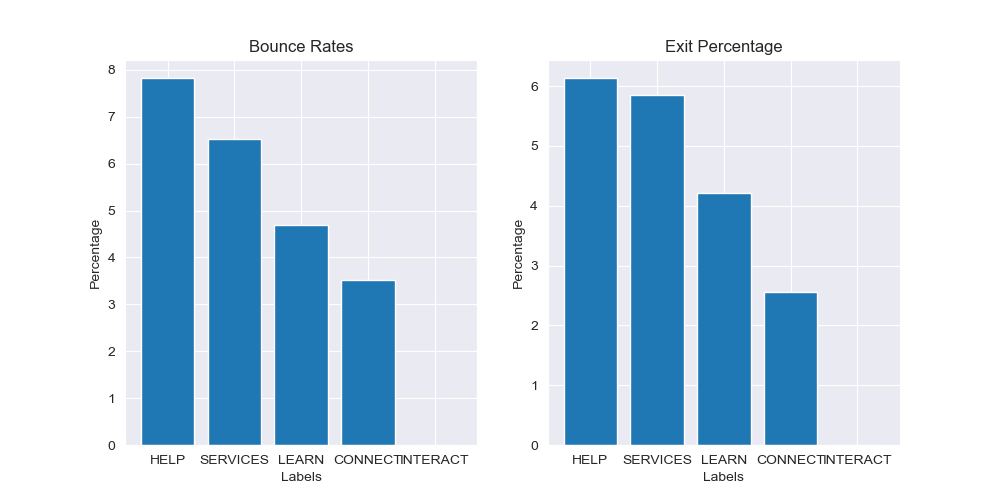 Bounce Rates
8
7
6
5
4
3
2
1
0
Percentage
HELP SERVICES LEARN CONNECT INTERACT
Labels
Exit Percentage
6
5
4
3
2
1
0
Percentage
HELP SERVICES LEARN CONNECT INTERACT
Labels